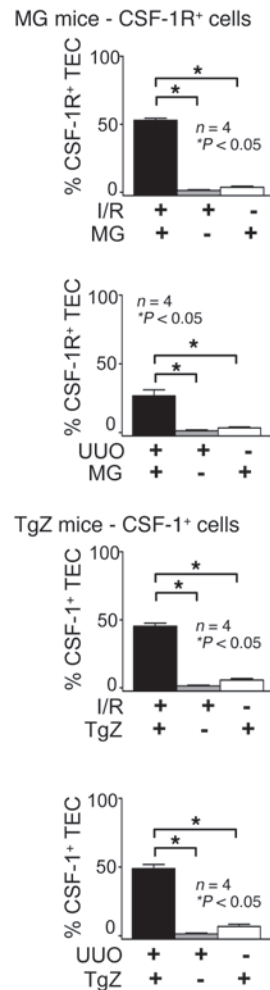 MG mice - CSF-1R⁺ cells
% CSF-1R⁺ TEC
100
50
0
*
*
n = 4
*P < 0.05
I/R + + -
MG + - +
% CSF-1R⁺ TEC
100
50
0
n = 4
*P < 0.05
*
*
UUO + + -
MG + - +
TgZ mice - CSF-1⁺ cells
% CSF-1⁺ TEC
100
50
0
*
*
n = 4
*P < 0.05
I/R + + -
TgZ + - +
% CSF-1⁺ TEC
100
50
0
*
*
n = 4
*P < 0.05
UUO + + -
TgZ + - +